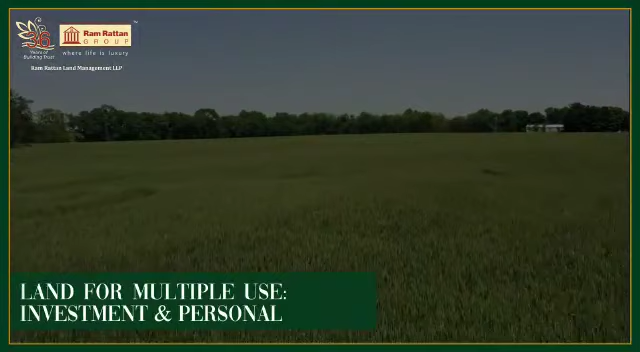 36
Years of
Building Trust
Ram Rattan
GROUP
where life is luxury
TM
Ram Rattan Land Management LLP
LAND FOR MULTIPLE USE:
INVESTMENT & PERSONAL